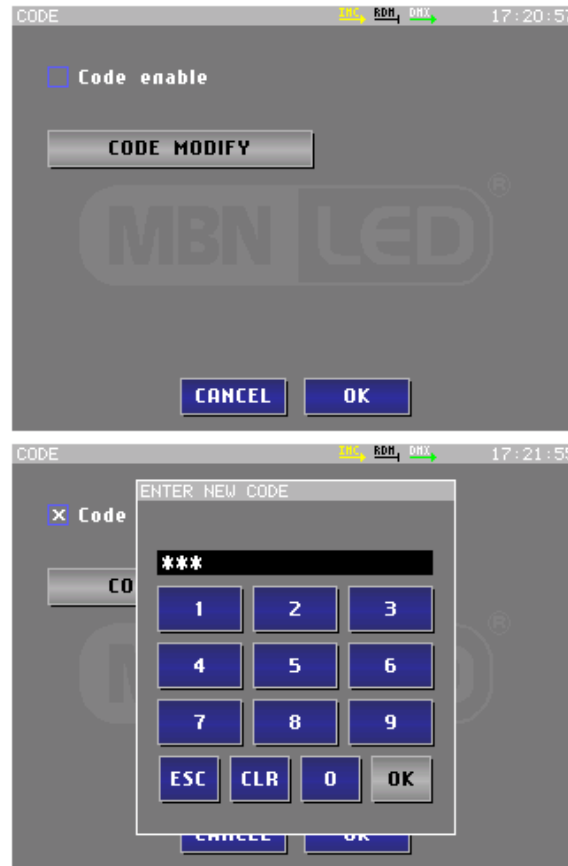 CODE IMC RDM DMX 17:20:57
Code enable
CODE MODIFY
MBN LED ®
CANCEL OK
CODE IMC RDM DMX 17:21:55
ENTER NEW CODE
Code
***
CO
1 2 3
4 5 6
7 8 9
ESC CLR 0 OK
CANCEL OK